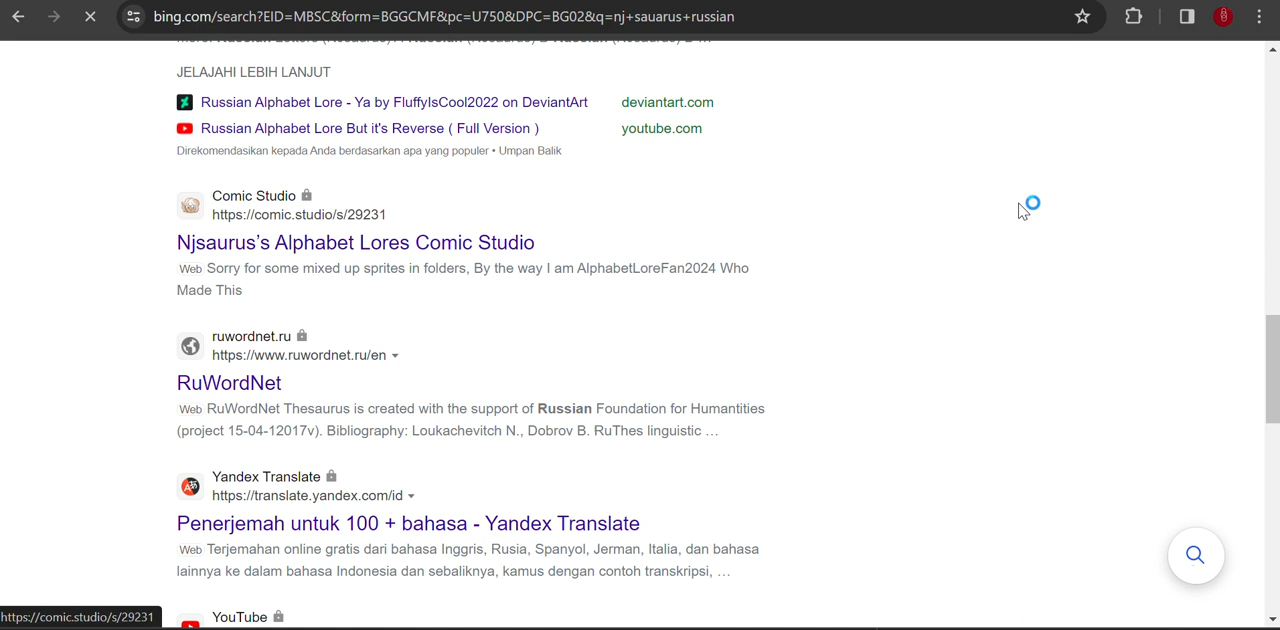 bing.com/search?EID=MBSC&form=BGGCMF&pc=U750&DPC=BG02&q=nj+sauarus+russian
JELAJAHI LEBIH LANJUT
Russian Alphabet Lore - Ya by FluffyIsCool2022 on DeviantArt deviantart.com
Russian Alphabet Lore But it's Reverse ( Full Version ) youtube.com
Direkomendasikan kepada Anda berdasarkan apa yang populer • Umpan Balik
Comic Studio
https://comic.studio/s/29231
Njsaurus’s Alphabet Lores Comic Studio
Web Sorry for some mixed up sprites in folders, By the way I am AlphabetLoreFan2024 Who
Made This
ruwordnet.ru
https://www.ruwordnet.ru/en
RuWordNet
Web RuWordNet Thesaurus is created with the support of Russian Foundation for Humanities
(project 15-04-12017v). Bibliography: Loukachevitch N., Dobrov B. RuThes linguistic …
Yandex Translate
https://translate.yandex.com/id
Penerjemah untuk 100 + bahasa - Yandex Translate
Web Terjemahan online gratis dari bahasa Inggris, Rusia, Spanyol, Jerman, Italia, dan bahasa
lainnya ke dalam bahasa Indonesia dan sebaliknya, kamus dengan contoh transkripsi, …
YouTube
https://comic.studio/s/29231